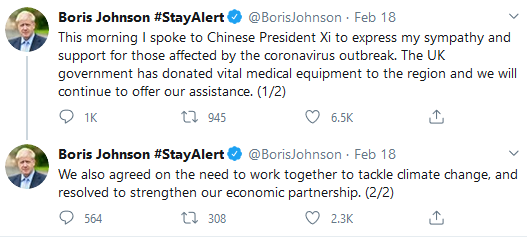 Boris Johnson #StayAlert @BorisJohnson · Feb 18
This morning I spoke to Chinese President Xi to express my sympathy and
support for those affected by the coronavirus outbreak. The UK
government has donated vital medical equipment to the region and we will
continue to offer our assistance. (1/2)
1K 945 6.5K
Boris Johnson #StayAlert @BorisJohnson · Feb 18
We also agreed on the need to work together to tackle climate change, and
resolved to strengthen our economic partnership. (2/2)
564 308 2.3K